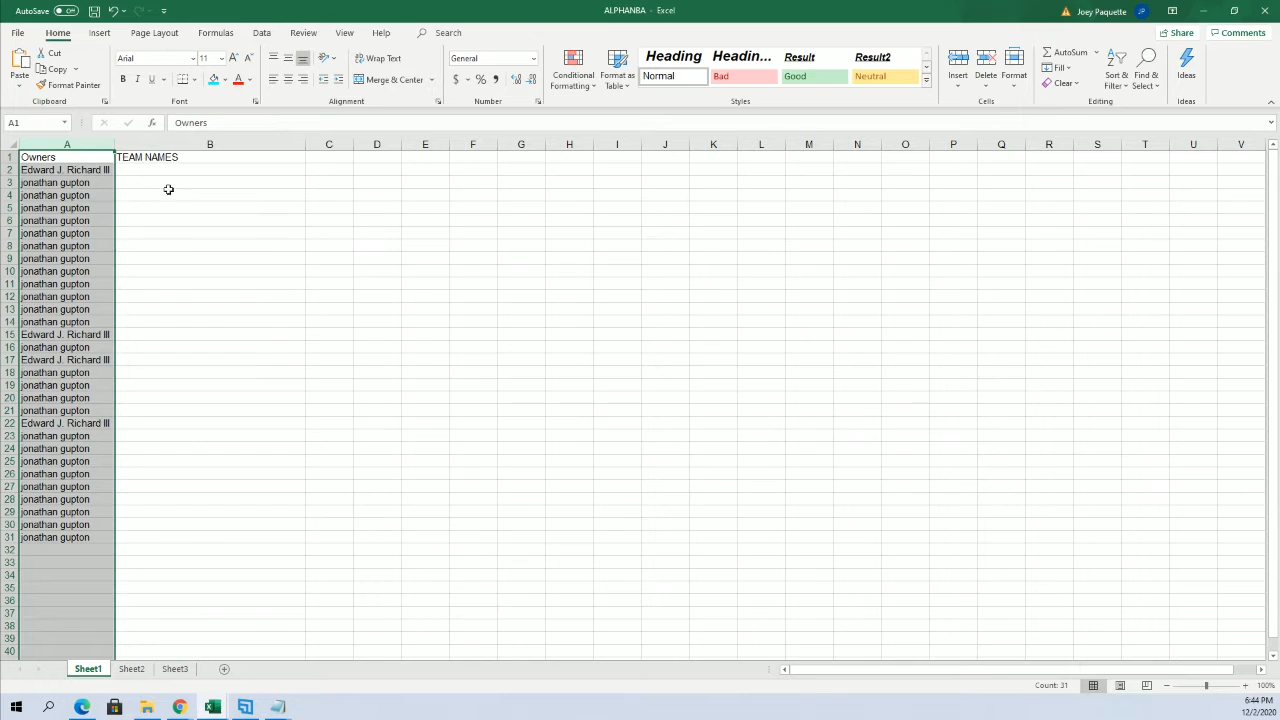 AutoSave Off ALPHANBA - Excel Joey Paquette JP
File Home Insert Page Layout Formulas Data Review View Help Search Share Comments
Paste Cut Copy Format Painter Clipboard
Arial 11 A A B I U A Font
Wrap Text Merge & Center Alignment
General $ % Number
Conditional Formatting Format as Table
Heading Headin... Result Result2
Normal Bad Good Neutral
Styles
Insert Delete Format Cells
AutoSum Fill Clear Sort & Filter Find & Select Editing
Ideas Ideas
A1 fx Owners
A B C D E F G H I J K L M N O P Q R S T U V
1 Owners TEAM NAMES
2 Edward J. Richard III
3 jonathan gupton
4 jonathan gupton
5 jonathan gupton
6 jonathan gupton
7 jonathan gupton
8 jonathan gupton
9 jonathan gupton
10 jonathan gupton
11 jonathan gupton
12 jonathan gupton
13 jonathan gupton
14 jonathan gupton
15 Edward J. Richard III
16 jonathan gupton
17 Edward J. Richard III
18 jonathan gupton
19 jonathan gupton
20 jonathan gupton
21 jonathan gupton
22 Edward J. Richard III
23 jonathan gupton
24 jonathan gupton
25 jonathan gupton
26 jonathan gupton
27 jonathan gupton
28 jonathan gupton
29 jonathan gupton
30 jonathan gupton
31 jonathan gupton
32
33
34
35
36
37
38
39
40
Sheet1 Sheet2 Sheet3
Count: 31 100%
6:44 PM
12/2/2020